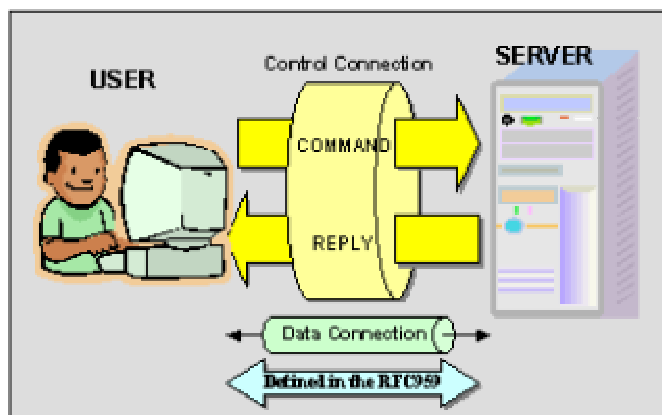 USER
Control Connection
SERVER
COMMAND
REPLY
Data Connection
Defined in the RFC959